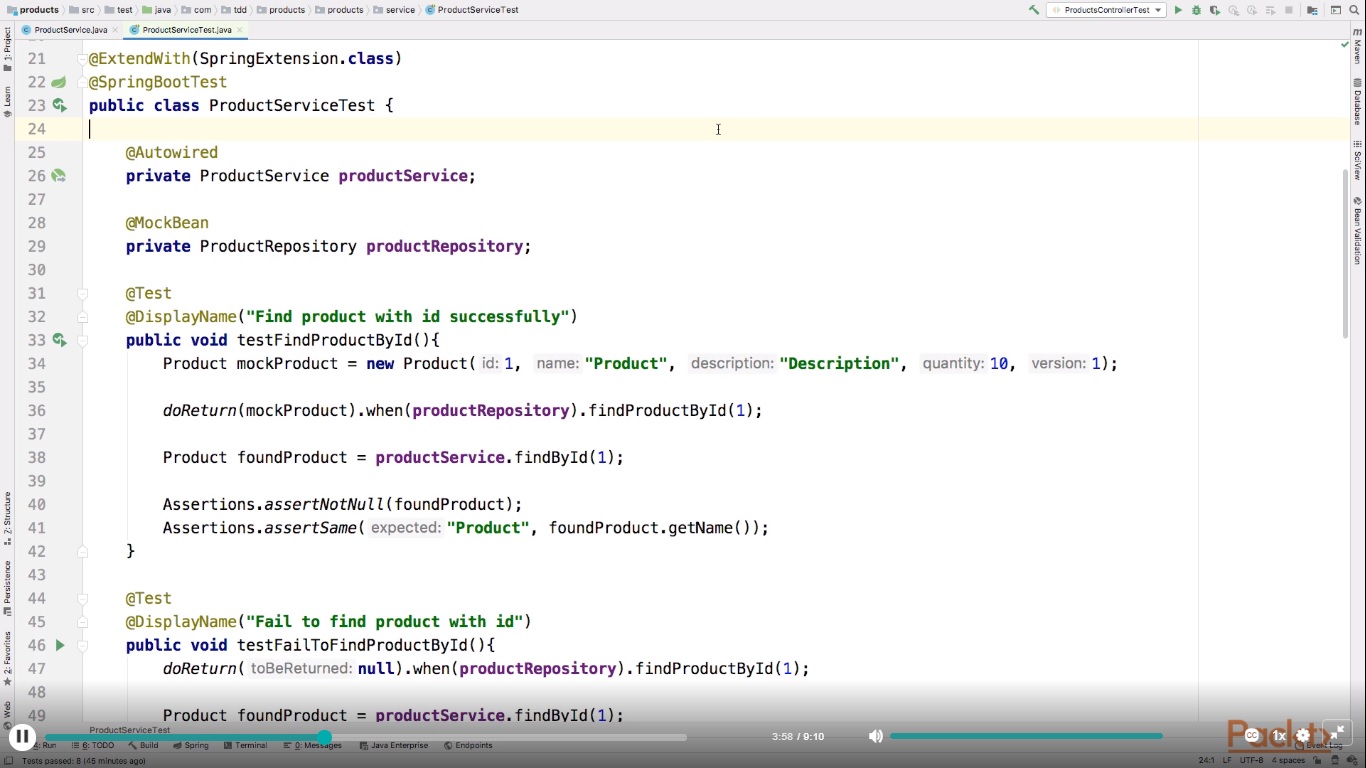 products src test java com tdd products products service ProductServiceTest ProductsControllerTest
ProductService.java ProductServiceTest.java
1: Project
Learn
2: Structure
Persistence
2: Favorites
Web
Maven
Database
SciView
Bean Validation
21 @ExtendWith(SpringExtension.class)
22 @SpringBootTest
23 public class ProductServiceTest {
24
25 @Autowired
26 private ProductService productService;
27
28 @MockBean
29 private ProductRepository productRepository;
30
31 @Test
32 @DisplayName("Find product with id successfully")
33 public void testFindProductById(){
34 Product mockProduct = new Product( id: 1, name: "Product", description: "Description", quantity: 10, version: 1);
35
36 doReturn(mockProduct).when(productRepository).findProductById(1);
37
38 Product foundProduct = productService.findById(1);
39
40 Assertions.assertNotNull(foundProduct);
41 Assertions.assertSame( expected: "Product", foundProduct.getName());
42 }
43
44 @Test
45 @DisplayName("Fail to find product with id")
46 public void testFailToFindProductById(){
47 doReturn( toBeReturned: null).when(productRepository).findProductById(1);
48
49 Product foundProduct = productService.findById(1);
ProductServiceTest
3:58 / 9:10 CC 1x
Packt>
4: Run 6: TODO Build Spring Terminal 0: Messages Java Enterprise Endpoints Event Log
Tests passed: 8 (45 minutes ago) 24:1 LF UTF-8 4 spaces